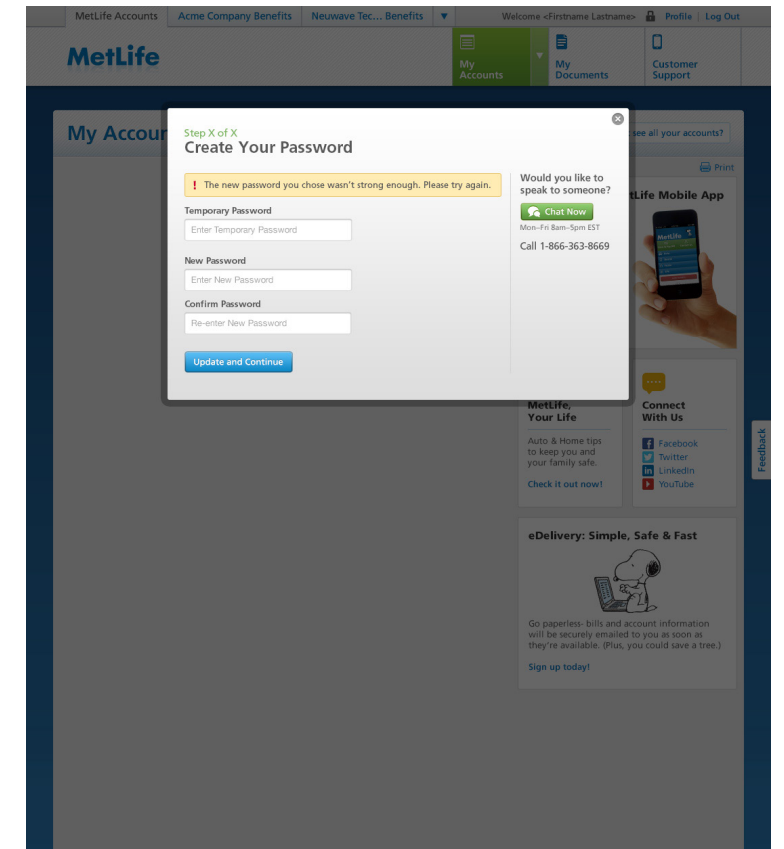 MetLife Accounts
Acme Company Benefits
Neuwave Tec... Benefits
Welcome <Firstname Lastname>
Profile
Log Out
MetLife
My
Accounts
My
Documents
Customer
Support
My Accour
see all your accounts?
Print
Step X of X
Create Your Password
! The new password you chose wasn't strong enough. Please try again.
Temporary Password
Enter Temporary Password
New Password
Enter New Password
Confirm Password
Re-enter New Password
Update and Continue
Would you like to
speak to someone?
Chat Now
Mon–Fri 8am–5pm EST
Call 1-866-363-8669
tLife Mobile App
MetLife
MetLife,
Your Life
Auto & Home tips
to keep you and
your family safe.
Check it out now!
Connect
With Us
Facebook
Twitter
LinkedIn
YouTube
Feedback
eDelivery: Simple, Safe & Fast
Go paperless- bills and account information
will be securely emailed to you as soon as
they're available. (Plus, you could save a tree.)
Sign up today!